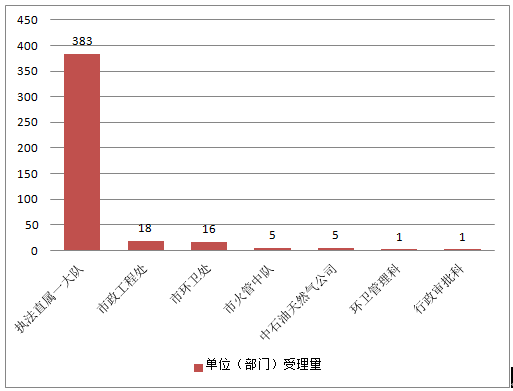 450
400
350
300
250
200
150
100
50
0
383
18
16
5
5
1
1
执法直属一大队
市政工程处
市环卫处
市火管中队
中石油天然气公司
环卫管理科
行政审批科
单位（部门）受理量